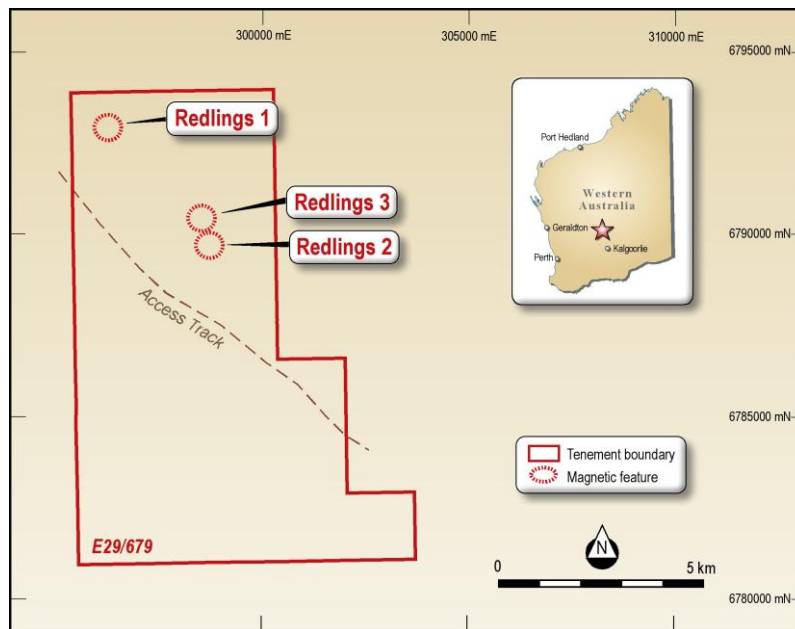 300000 mE
305000 mE
310000 mE
6795000 mN
Redlings 1
Redlings 3
Redlings 2
Access Track
Port Hedland
Western
Australia
Geraldton
Kalgoorlie
Perth
6790000 mN
6785000 mN
Tenement boundary
Magnetic feature
E29/679
N
0
5 km
6780000 mN